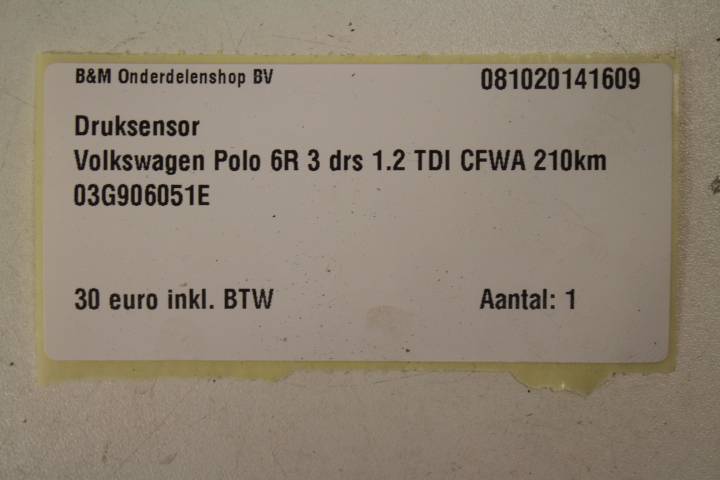 B&M Onderdelenshop BV 081020141609
Druksensor
Volkswagen Polo 6R 3 drs 1.2 TDI CFWA 210km
03G906051E
30 euro inkl. BTW Aantal: 1